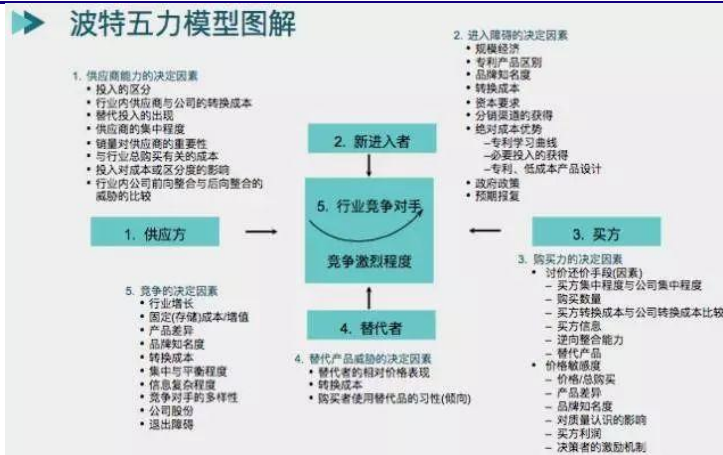 波特五力模型图解
1. 供应商能力的决定因素
• 投入的区分
• 行业内供应商与公司的转换成本
• 替代投入的出现
• 供应商的集中程度
• 销量对供应商的重要性
• 与行业总购买有关的成本
• 投入对成本或区分度的影响
• 行业内公司前向整合与后向整合的
威胁的比较
2. 进入障碍的决定因素
• 规模经济
• 专利产品区别
• 品牌知名度
• 转换成本
• 资本要求
• 分销渠道的获得
• 绝对成本优势
–专利学习曲线
–必要投入的获得
–专利、低成本产品设计
• 政府政策
• 预期报复
2. 新进入者
5. 行业竞争对手
竞争激烈程度
1. 供应方
3. 买方
4. 替代者
5. 竞争的决定因素
• 行业增长
• 固定(存储)成本/增值
• 产品差异
• 品牌知名度
• 转换成本
• 集中与平衡程度
• 信息复杂程度
• 竞争对手的多样性
• 公司股份
• 退出障碍
4. 替代产品威胁的决定因素
• 替代者的相对价格表现
• 转换成本
• 购买者使用替代品的习性(倾向)
3. 购买力的决定因素
• 讨价还价手段(因素)
– 买方集中程度与公司集中程度
– 购买数量
– 买方转换成本与公司转换成本比较
– 买方信息
– 逆向整合能力
– 替代产品
• 价格敏感度
– 价格/总购买
– 产品差异
– 品牌知名度
– 对质量认识的影响
– 买方利润
– 决策者的激励机制